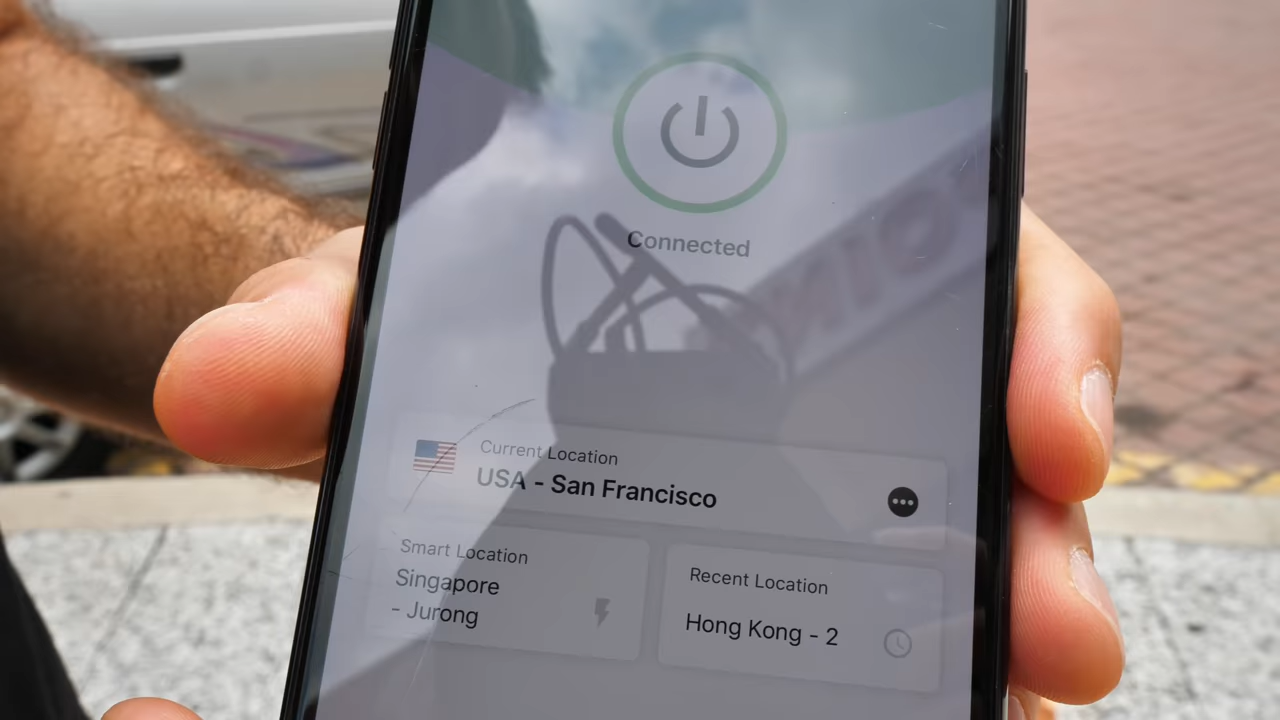 Connected
Current Location
USA - San Francisco
Smart Location
Singapore
- Jurong
Recent Location
Hong Kong - 2